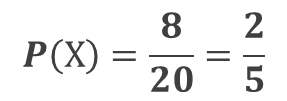 P(X) = 8/20 = 2/5